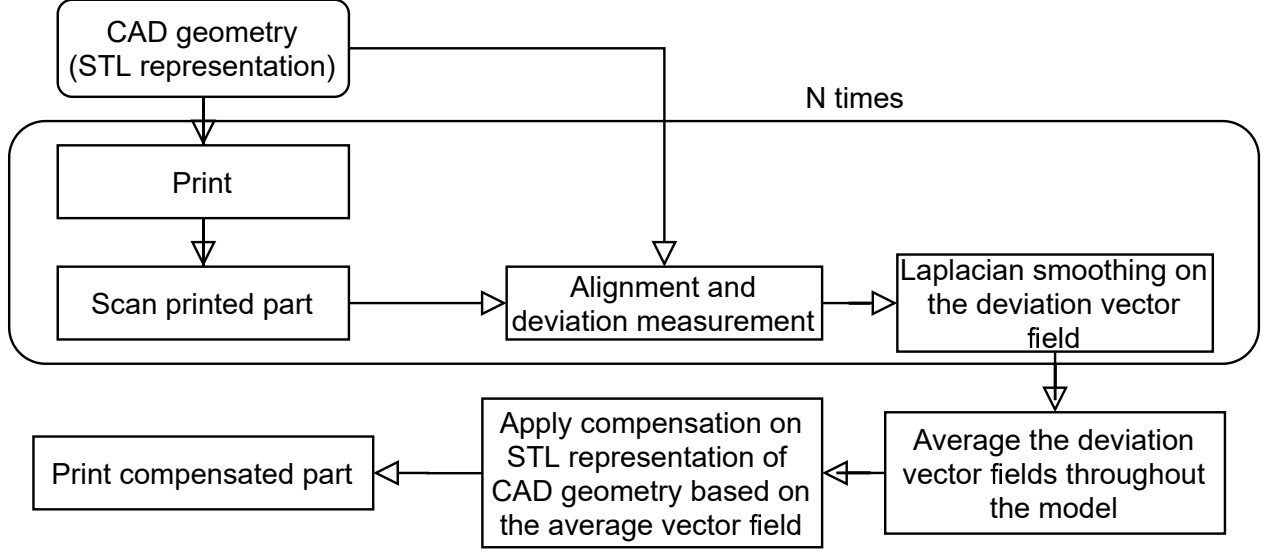 CAD geometry
(STL representation)
N times
Print
Scan printed part
Alignment and
deviation measurement
Laplacian smoothing on
the deviation vector
field
Average the deviation
vector fields throughout
the model
Apply compensation on
STL representation of
CAD geometry based on
the average vector field
Print compensated part